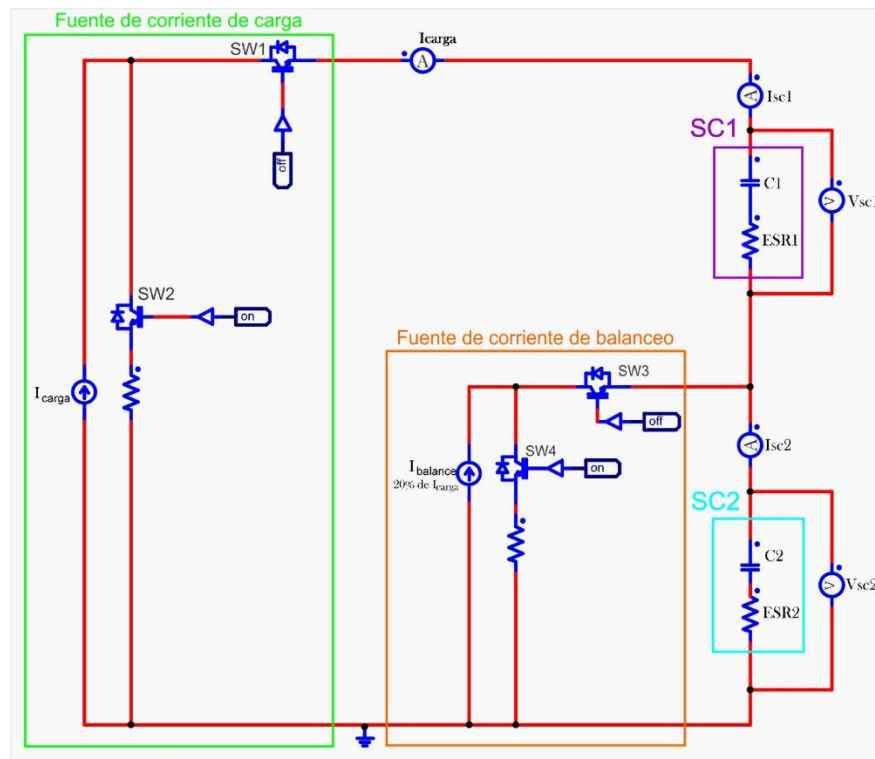 Fuente de corriente de carga
SW1
Icarga
A
A
Isc1
off
SC1
C1
V
Vsc1
ESR1
SW2
on
Fuente de corriente de balanceo
SW3
Icarga
off
A
Isc2
SW4
Ibalance
on
20% de Icarga
SC2
C2
V
Vsc2
ESR2